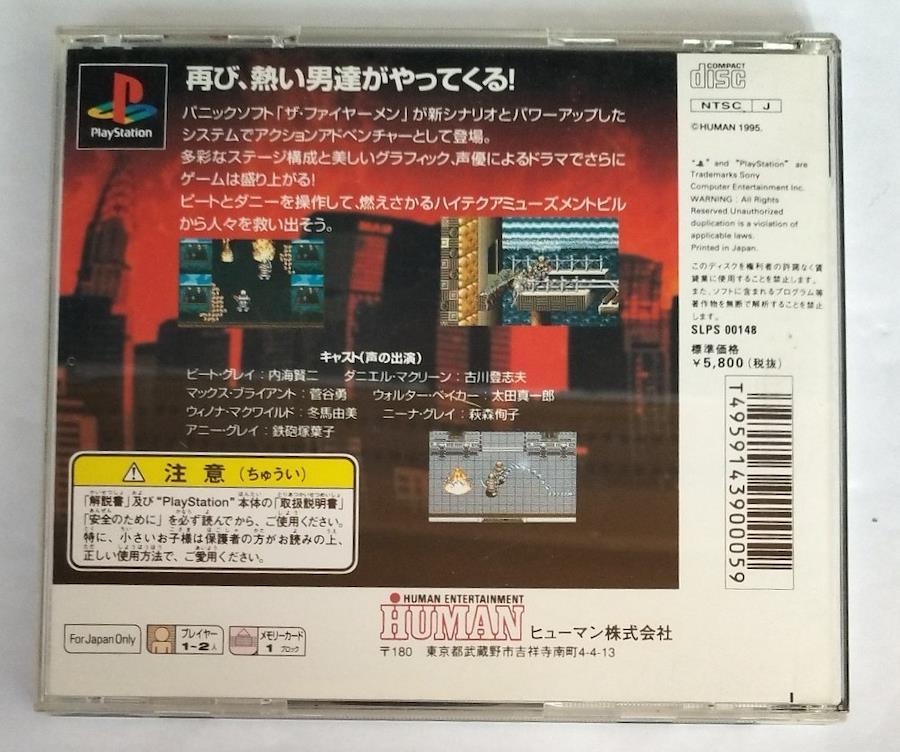 再び、熱い男達がやってくる!
パニックソフト「ザ・ファイヤーメン」が新シナリオとパワーアップした
システムでアクションアドベンチャーとして登場。
多彩なステージ構成と美しいグラフィック、声優によるドラマでさらに
ゲームは盛り上がる!
ピートとダニーを操作して、燃えさかるハイテクアミューズメントビル
から人々を救い出そう。
PlayStation
キャスト(声の出演)
ピート・グレイ:内海賢二 ダニエル・マクリーン:古川登志夫
マックス・ブライアント:菅谷勇 ウォルター・ベイカー:太田真一郎
ウィノナ・マクワイルド:冬馬由美 ニーナ・グレイ:萩森侚子
アニー・グレイ:鉄砲塚葉子
注意(ちゅうい)
「解説書」及び"PlayStation"本体の「取扱説明書」
「安全のために」を必ず読んでから、ご使用ください。
特に、小さいお子様は保護者の方がお読みの上、
正しい使用方法で、ご愛用ください。
COMPACT
disc
NTSC J
©HUMAN 1995.
" " and "PlayStation" are
Trademarks Sony
Computer Entertainment Inc.
WARNING : All Rights
Reserved.Unauthorized
duplication is a violation of
applicable laws.
Printed in Japan.
このディスクを権利者の許諾なく賃
貸業に使用することを禁止します。
また、ソフトに含まれるプログラム等
著作物を無断で解析することを禁止
します。
SLPS 00148
標準価格
¥5,800(税抜)
T4959143900059
For Japan Only
プレイヤー
1~2人
メモリーカード
1 ブロック
HUMAN ENTERTAINMENT
HUMAN ヒューマン株式会社
〒180 東京都武蔵野市吉祥寺南町4-4-13